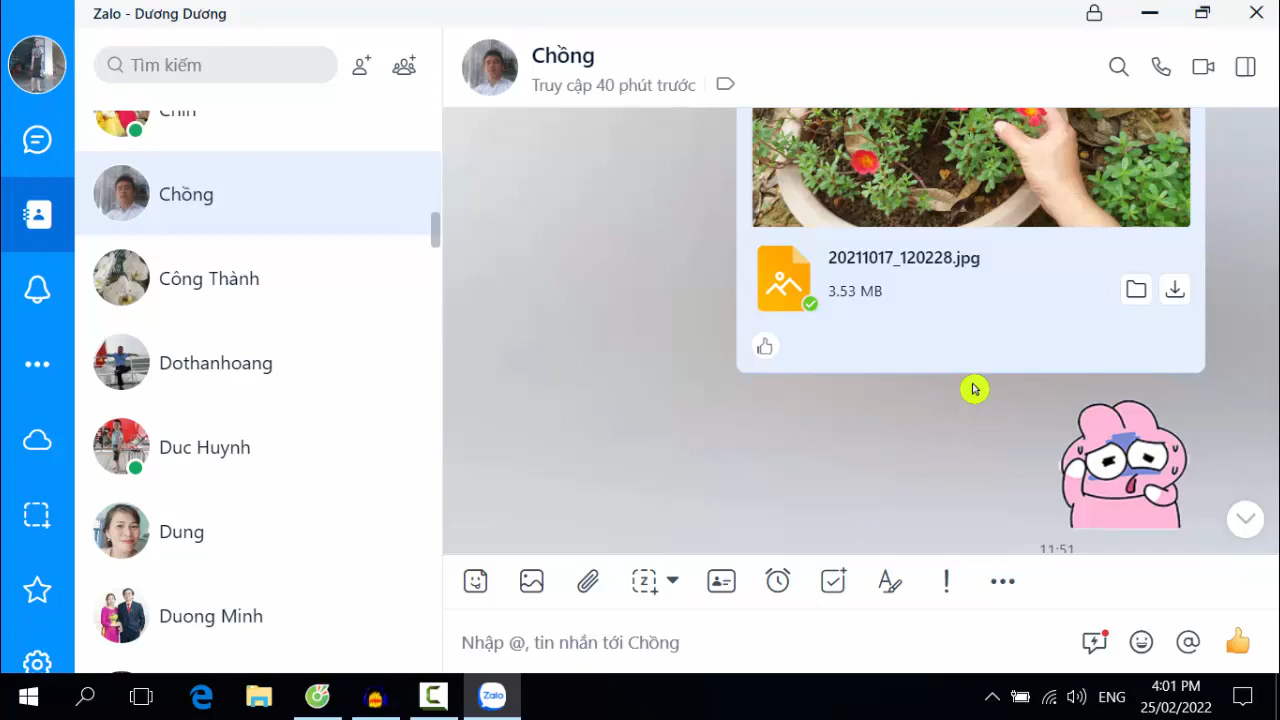 Zalo - Dương Dương
Tìm kiếm
Chin
Chồng
Công Thành
Dothanhoang
Duc Huynh
Dung
Duong Minh
Chồng
Truy cập 40 phút trước
20211017_120228.jpg
3.53 MB
11:51
Nhập @, tin nhắn tới Chồng
Zalo
ENG
4:01 PM
25/02/2022